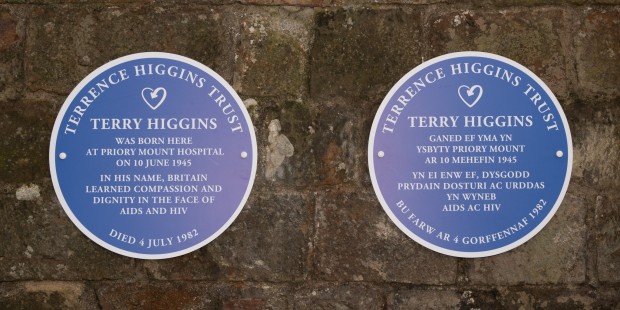 TERRENCE HIGGINS TRUST
TERRY HIGGINS
WAS BORN HERE
AT PRIORY MOUNT HOSPITAL
ON 10 JUNE 1945
IN HIS NAME, BRITAIN
LEARNED COMPASSION AND
DIGNITY IN THE FACE OF
AIDS AND HIV
DIED 4 JULY 1982
TERRENCE HIGGINS TRUST
TERRY HIGGINS
GANED EF YMA YN
YSBYTY PRIORY MOUNT
AR 10 MEHEFIN 1945
YN EI ENW EF, DYSGODD
PRYDAIN DOSTURI AC URDDAS
YN WYNEB
AIDS AC HIV
BU FARW AR 4 GORFFENNAF 1982